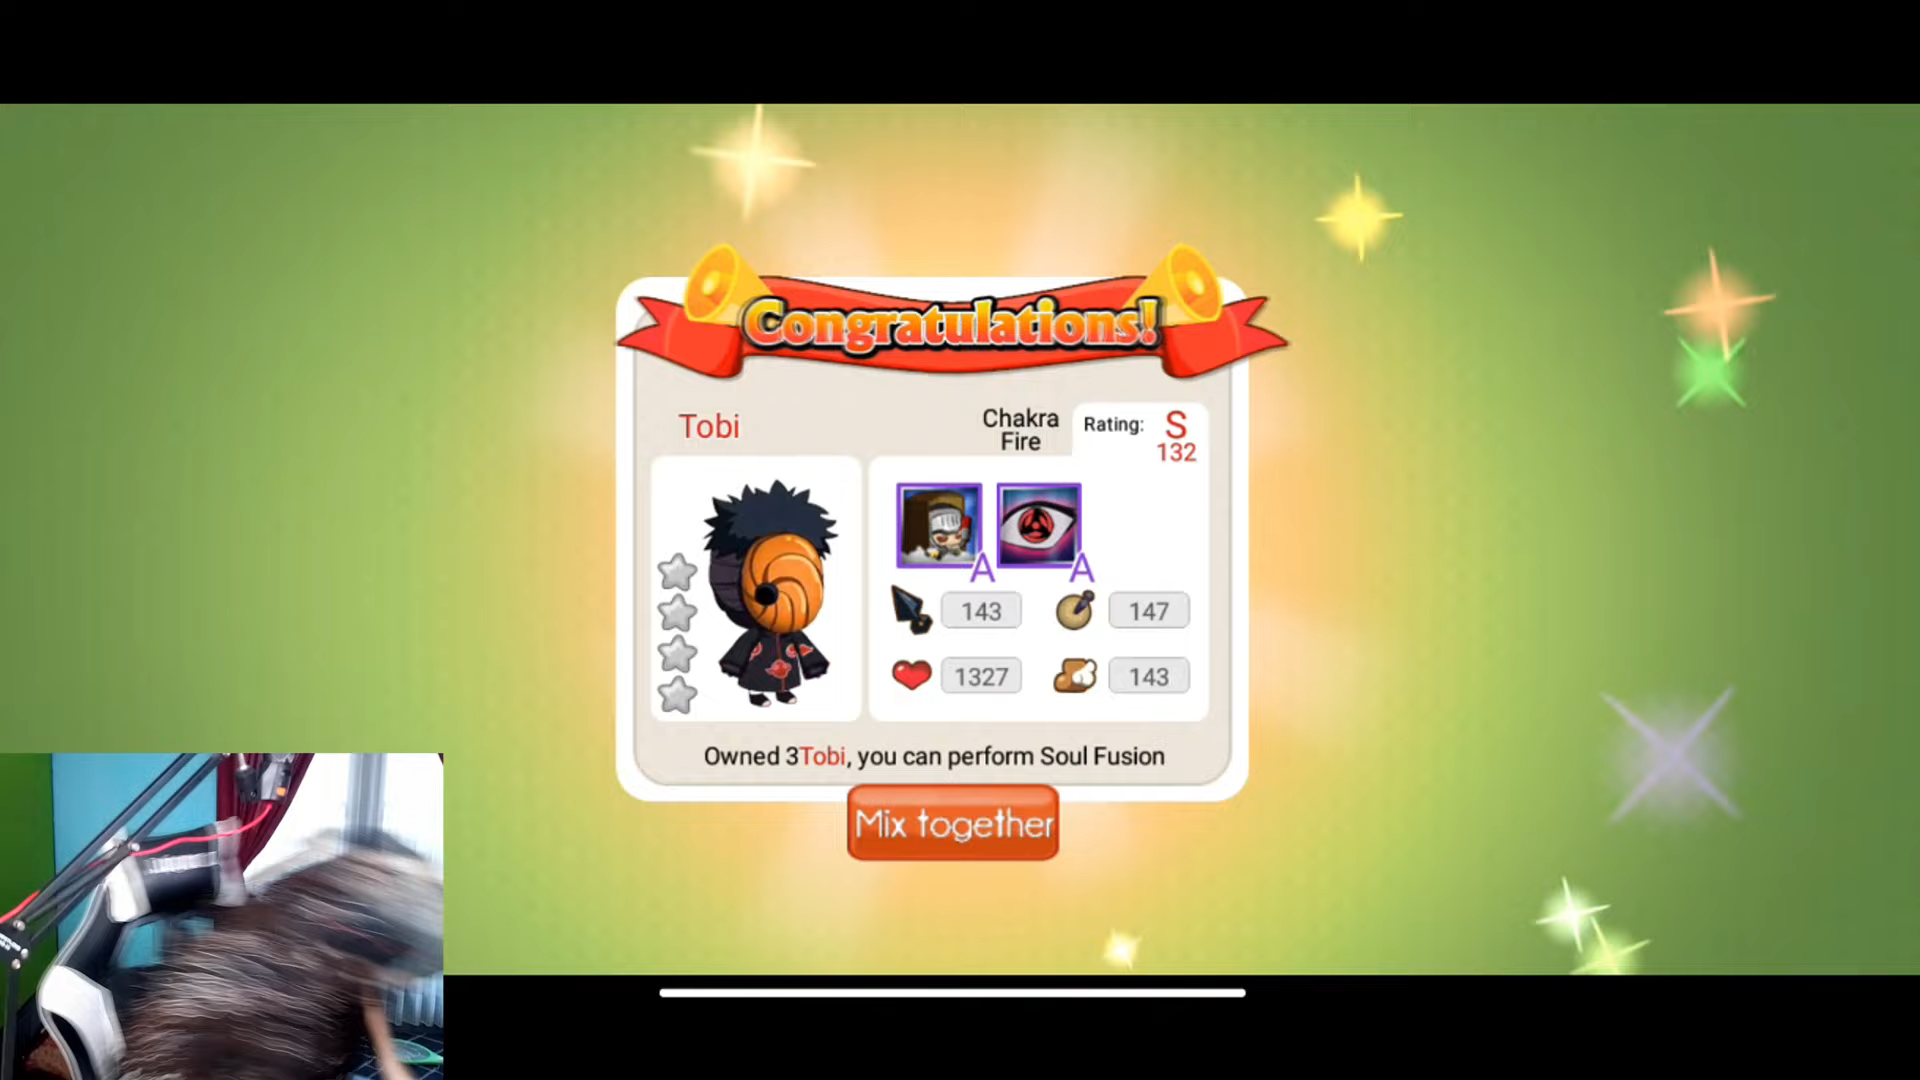 Congratulations!
Tobi
Chakra
Fire
Rating: S
132
A A
143 147
1327 143
Owned 3Tobi, you can perform Soul Fusion
Mix together